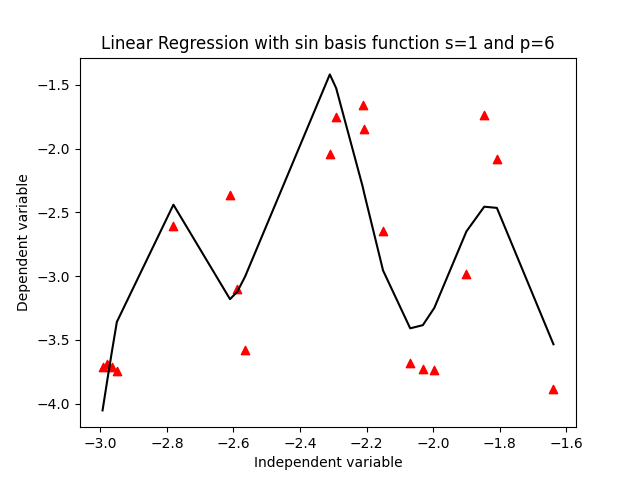 Linear Regression with sin basis function s=1 and p=6
−1.5
−2.0
−2.5
−3.0
−3.5
−4.0
Dependent variable
−3.0 −2.8 −2.6 −2.4 −2.2 −2.0 −1.8 −1.6
Independent variable